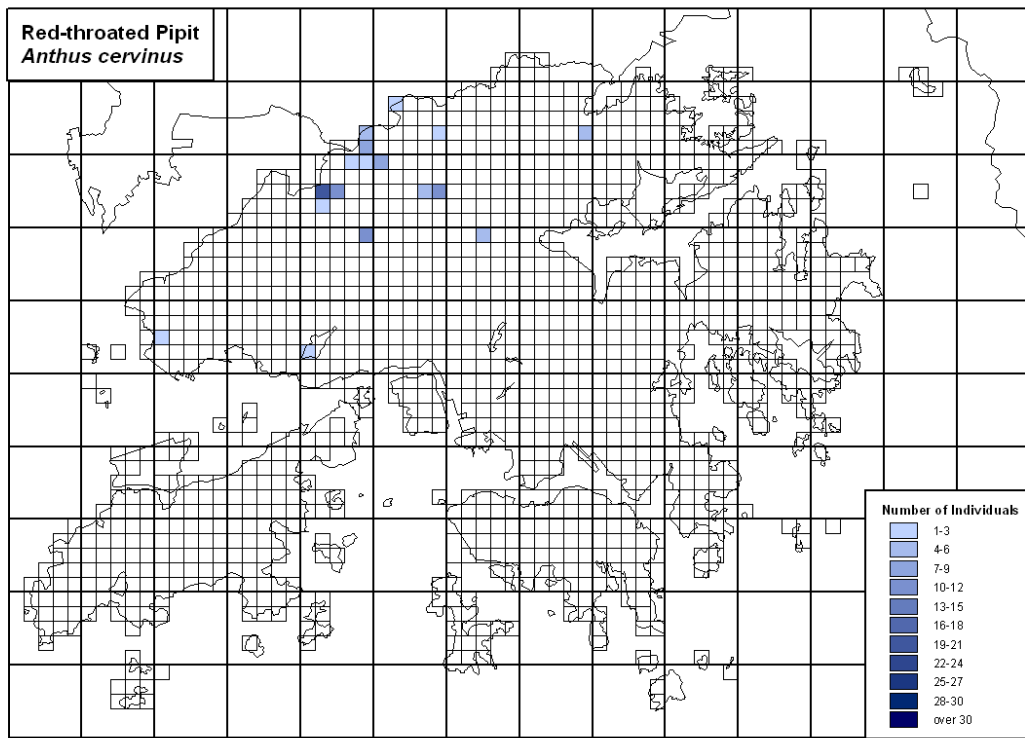 Red-throated Pipit
Anthus cervinus
Number of Individuals
1-3
4-6
7-9
10-12
13-15
16-18
19-21
22-24
25-27
28-30
over 30